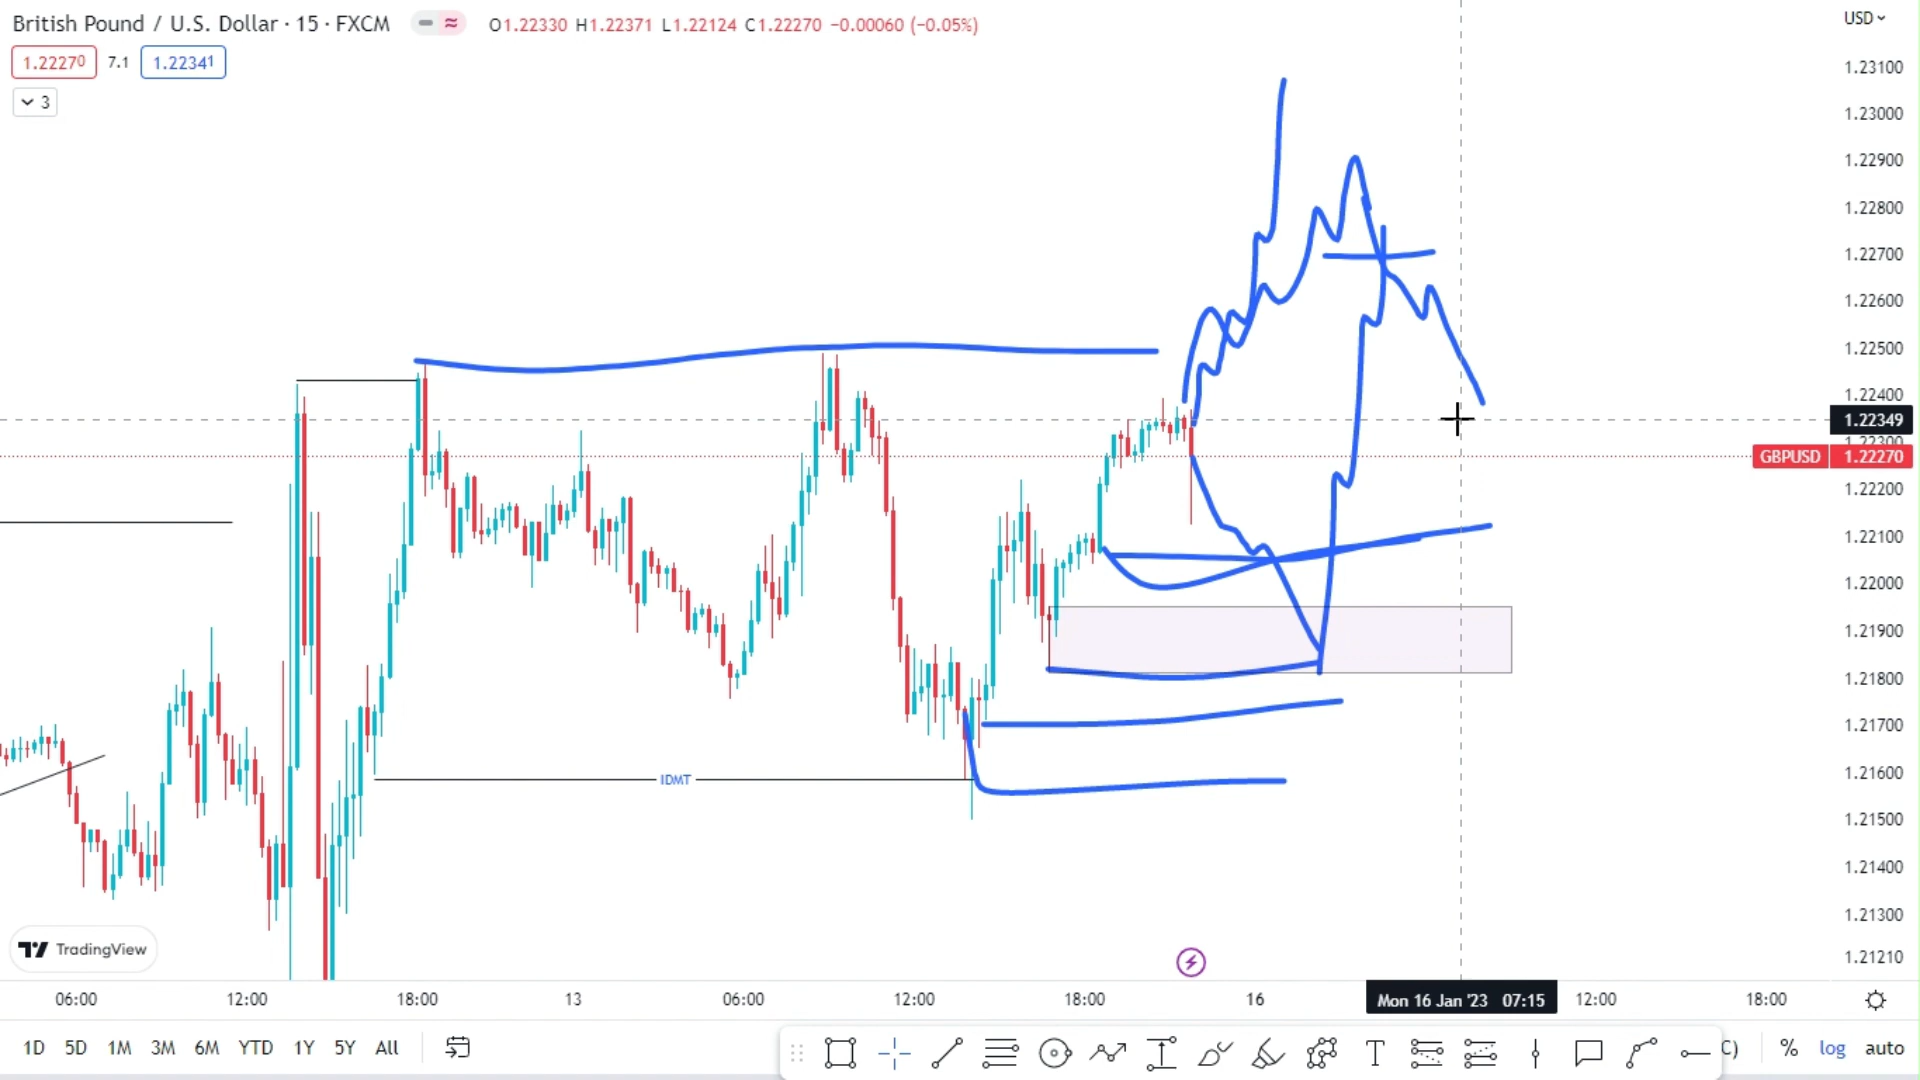 British Pound / U.S. Dollar · 15 · FXCM O1.22330 H1.22371 L1.22124 C1.22270 −0.00060 (−0.05%)
USD
1.22270 7.1 1.22341
3
1.23100
1.23000
1.22900
1.22800
1.22700
1.22600
1.22500
1.22400
1.22349
1.22300
GBPUSD 1.22270
1.22200
1.22100
1.22000
1.21900
1.21800
1.21700
1.21600
IDMT
1.21500
1.21400
1.21300
1.21210
TradingView
06:00 12:00 18:00 13 06:00 12:00 18:00 16 Mon 16 Jan '23 07:15 12:00 18:00
1D 5D 1M 3M 6M YTD 1Y 5Y All T C) % log auto